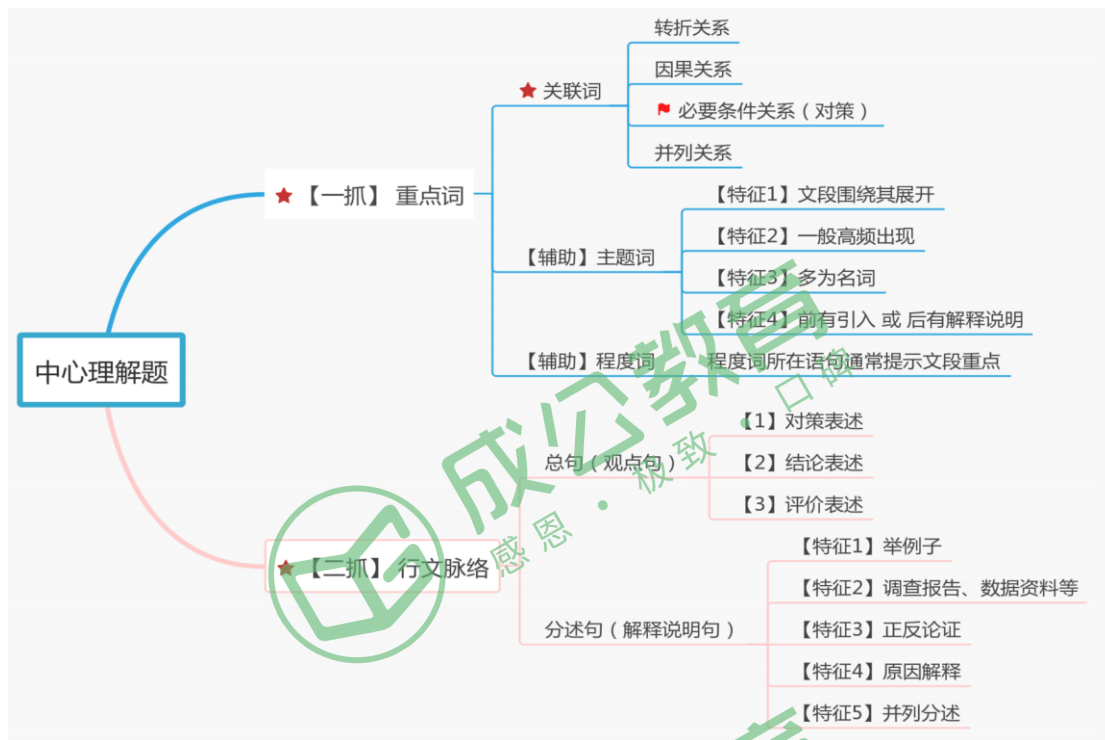 中心理解题
【一抓】 重点词
关联词
转折关系
因果关系
必要条件关系（对策）
并列关系
【辅助】主题词
【特征1】文段围绕其展开
【特征2】一般高频出现
【特征3】多为名词
【特征4】前有引入 或 后有解释说明
【辅助】程度词
程度词所在语句通常提示文段重点
【二抓】 行文脉络
总句（观点句）
【1】对策表述
【2】结论表述
【3】评价表述
分述句（解释说明句）
【特征1】举例子
【特征2】调查报告、数据资料等
【特征3】正反论证
【特征4】原因解释
【特征5】并列分述
成公教育
感恩·极致·口碑
育